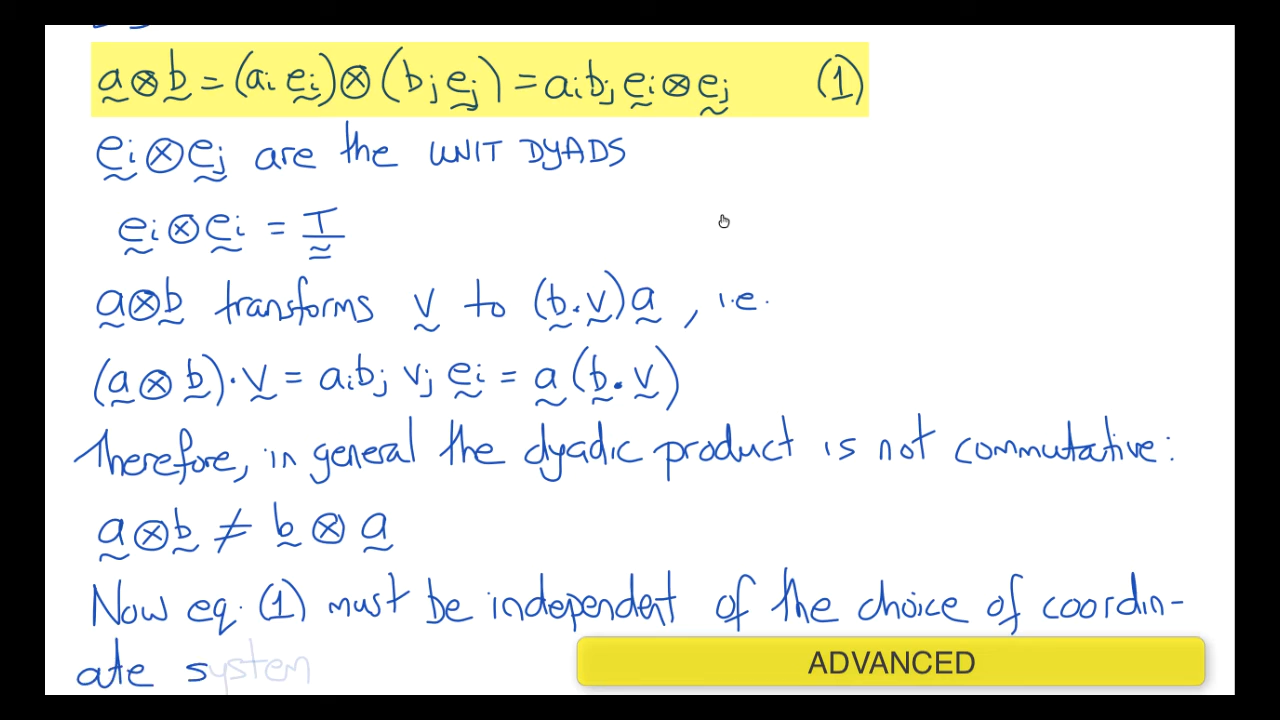 a⊗b = (aᵢ eᵢ)⊗(bⱼ eⱼ) = aᵢbⱼ eᵢ⊗eⱼ (1)
eᵢ⊗eⱼ are the UNIT DYADS
eᵢ⊗eᵢ = I
a⊗b transforms v to (b.v)a, i.e.
(a⊗b).v = aᵢbⱼ vⱼ eᵢ = a(b.v)
Therefore, in general the dyadic product is not commutative:
a⊗b ≠ b⊗a
Now eq. (1) must be independent of the choice of coordin-
ate system
ADVANCED